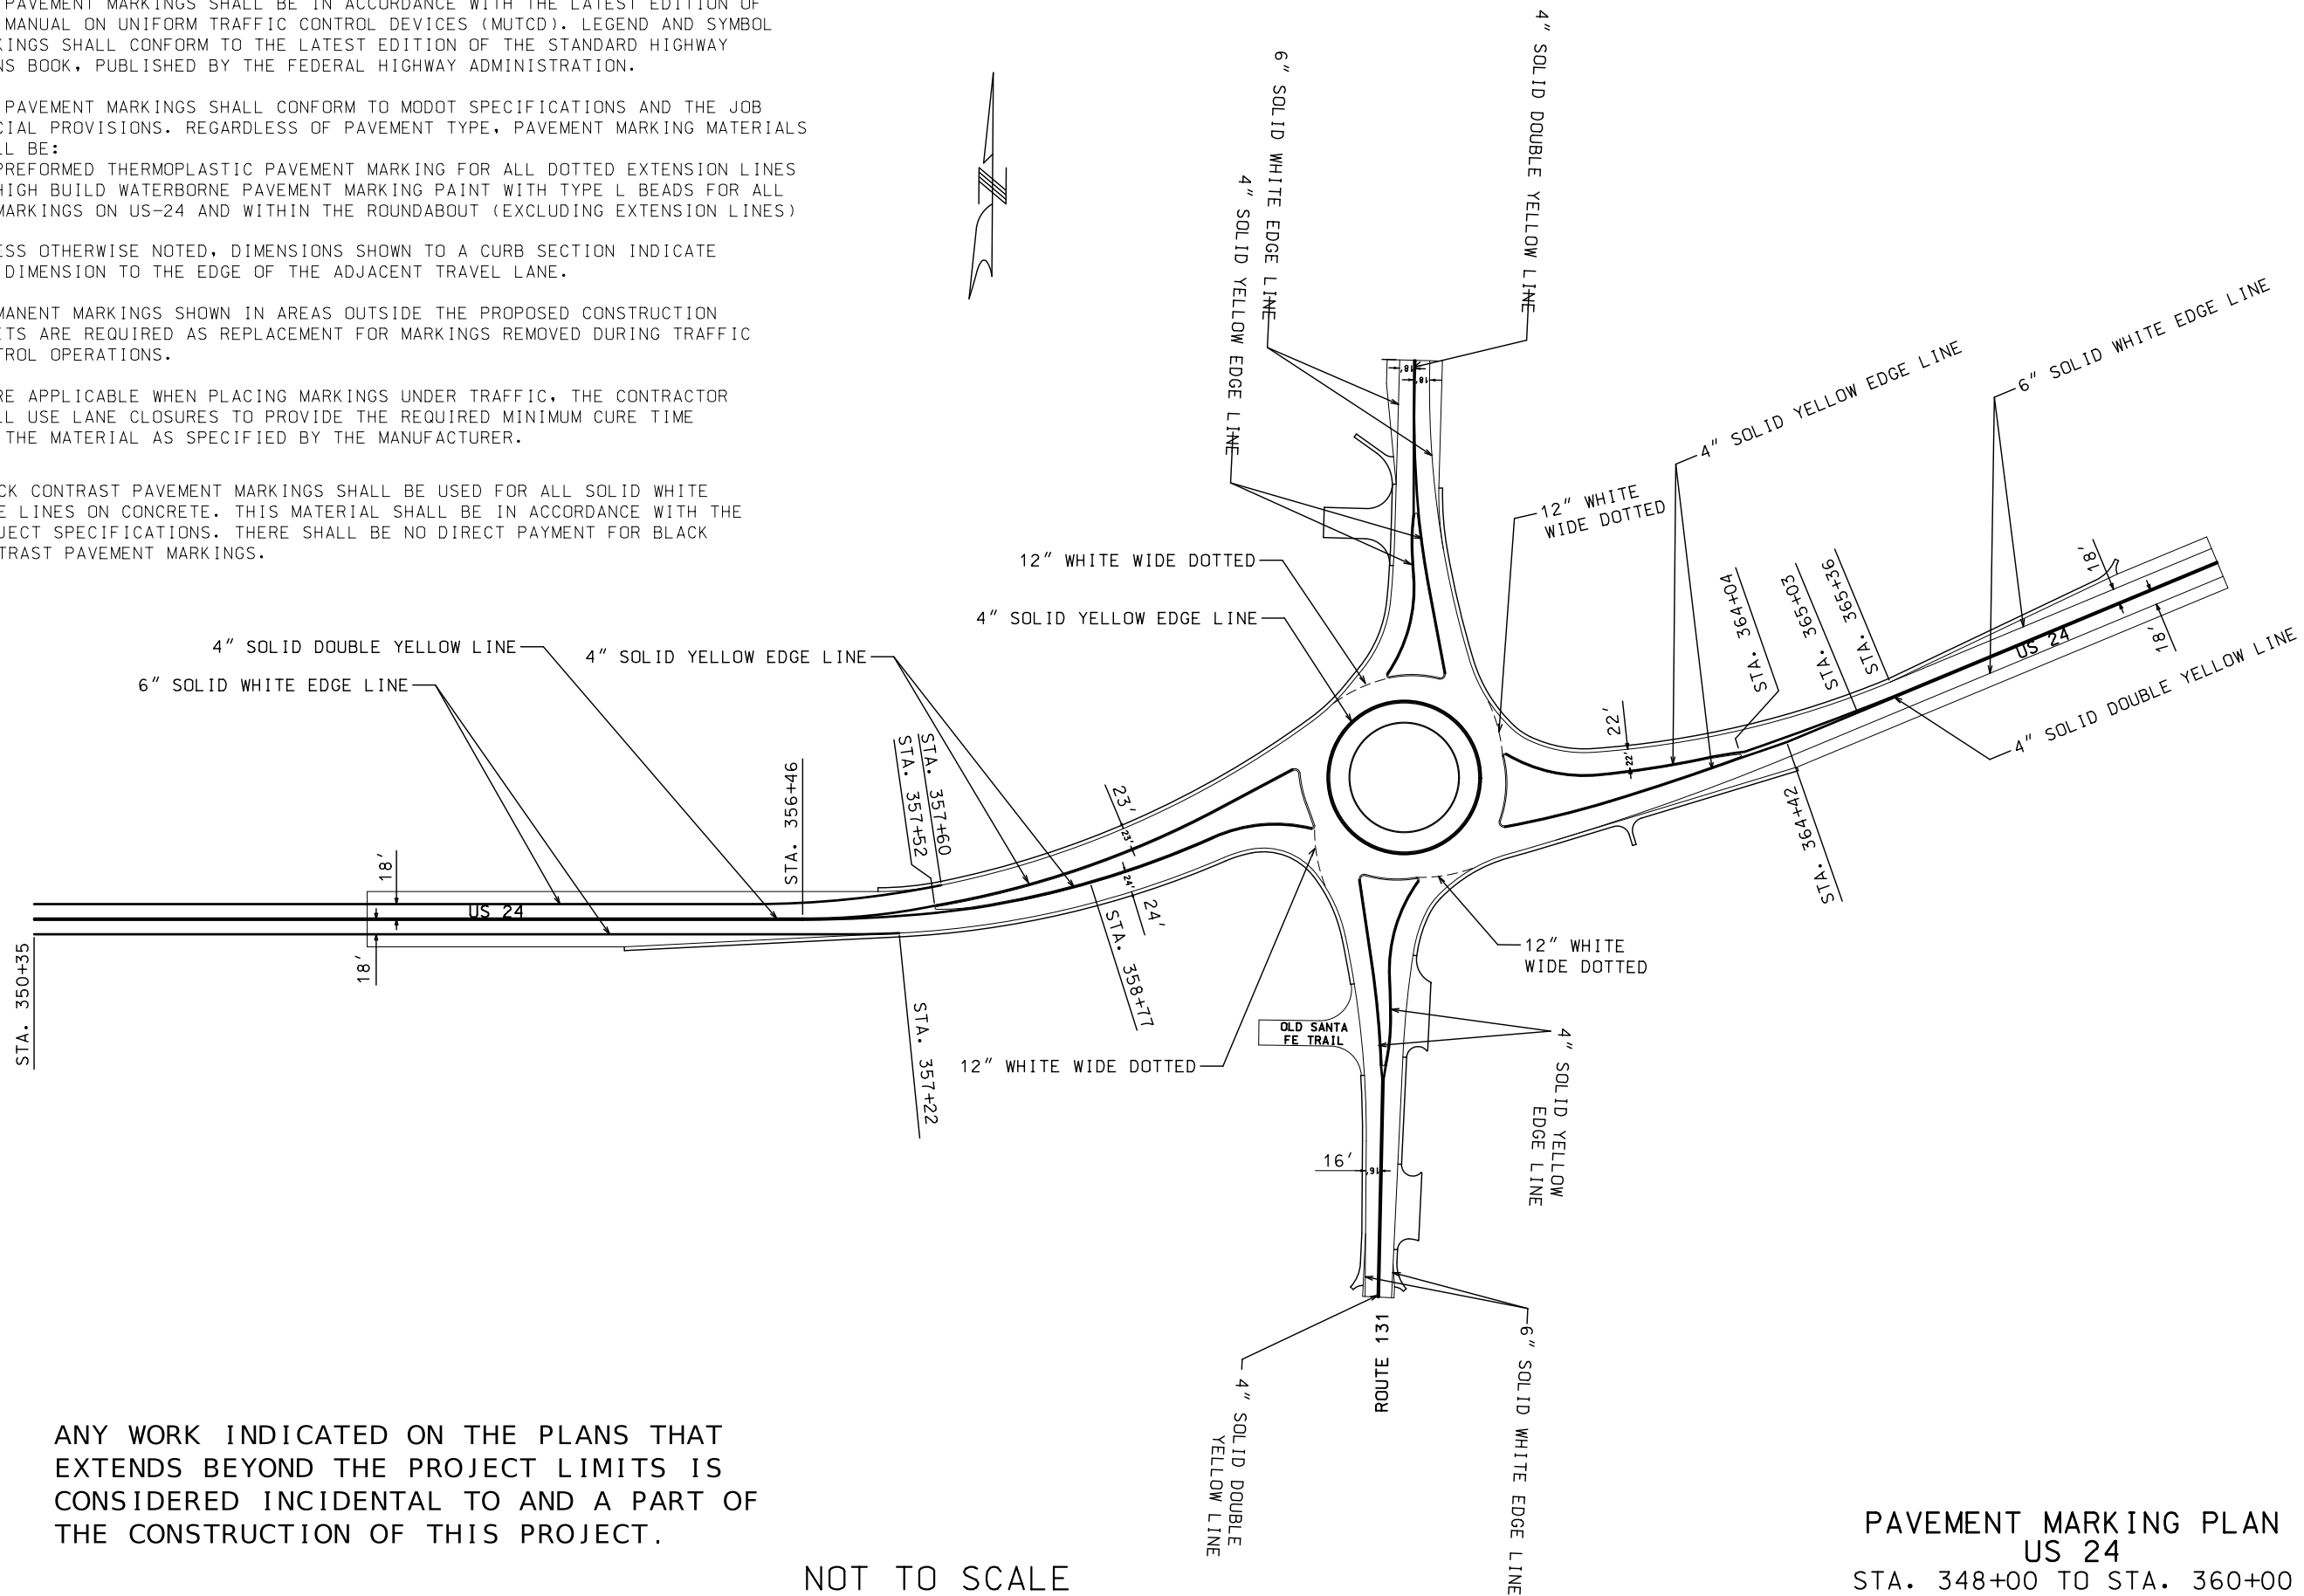 PAVEMENT MARKINGS SHALL BE IN ACCORDANCE WITH THE LATEST EDITION OF
MANUAL ON UNIFORM TRAFFIC CONTROL DEVICES (MUTCD). LEGEND AND SYMBOL
KINGS SHALL CONFORM TO THE LATEST EDITION OF THE STANDARD HIGHWAY
NS BOOK, PUBLISHED BY THE FEDERAL HIGHWAY ADMINISTRATION.
PAVEMENT MARKINGS SHALL CONFORM TO MODOT SPECIFICATIONS AND THE JOB
CIAL PROVISIONS. REGARDLESS OF PAVEMENT TYPE, PAVEMENT MARKING MATERIALS
LL BE:
PREFORMED THERMOPLASTIC PAVEMENT MARKING FOR ALL DOTTED EXTENSION LINES
HIGH BUILD WATERBORNE PAVEMENT MARKING PAINT WITH TYPE L BEADS FOR ALL
MARKINGS ON US-24 AND WITHIN THE ROUNDABOUT (EXCLUDING EXTENSION LINES)
ESS OTHERWISE NOTED, DIMENSIONS SHOWN TO A CURB SECTION INDICATE
DIMENSION TO THE EDGE OF THE ADJACENT TRAVEL LANE.
MANENT MARKINGS SHOWN IN AREAS OUTSIDE THE PROPOSED CONSTRUCTION
ITS ARE REQUIRED AS REPLACEMENT FOR MARKINGS REMOVED DURING TRAFFIC
TROL OPERATIONS.
RE APPLICABLE WHEN PLACING MARKINGS UNDER TRAFFIC, THE CONTRACTOR
LL USE LANE CLOSURES TO PROVIDE THE REQUIRED MINIMUM CURE TIME
THE MATERIAL AS SPECIFIED BY THE MANUFACTURER.
CK CONTRAST PAVEMENT MARKINGS SHALL BE USED FOR ALL SOLID WHITE
E LINES ON CONCRETE. THIS MATERIAL SHALL BE IN ACCORDANCE WITH THE
JECT SPECIFICATIONS. THERE SHALL BE NO DIRECT PAYMENT FOR BLACK
TRAST PAVEMENT MARKINGS.
4" SOLID YELLOW EDGE LINE
6" SOLID WHITE EDGE LINE
4" SOLID DOUBLE YELLOW LINE
18'
18'
4" SOLID YELLOW EDGE LINE
6" SOLID WHITE EDGE LINE
12" WHITE
WIDE DOTTED
12" WHITE WIDE DOTTED
4" SOLID YELLOW EDGE LINE
4" SOLID DOUBLE YELLOW LINE
4" SOLID YELLOW EDGE LINE
6" SOLID WHITE EDGE LINE
STA. 364+04
STA. 365+03
STA. 365+36
18'
US 24
18'
4" SOLID DOUBLE YELLOW LINE
22'
22'
STA. 364+42
STA. 356+46
STA. 357+52
STA. 357+60
23'
23'
24'
24'
18'
US 24
18'
STA. 350+35
STA. 357+22
STA. 358+77
12" WHITE
WIDE DOTTED
OLD SANTA
FE TRAIL
12" WHITE WIDE DOTTED
4" SOLID YELLOW
EDGE LINE
16'
16'
ROUTE 131
4" SOLID DOUBLE
YELLOW LINE
6" SOLID WHITE EDGE LINE
ANY WORK INDICATED ON THE PLANS THAT
EXTENDS BEYOND THE PROJECT LIMITS IS
CONSIDERED INCIDENTAL TO AND A PART OF
THE CONSTRUCTION OF THIS PROJECT.
NOT TO SCALE
PAVEMENT MARKING PLAN
US 24
STA. 348+00 TO STA. 360+00